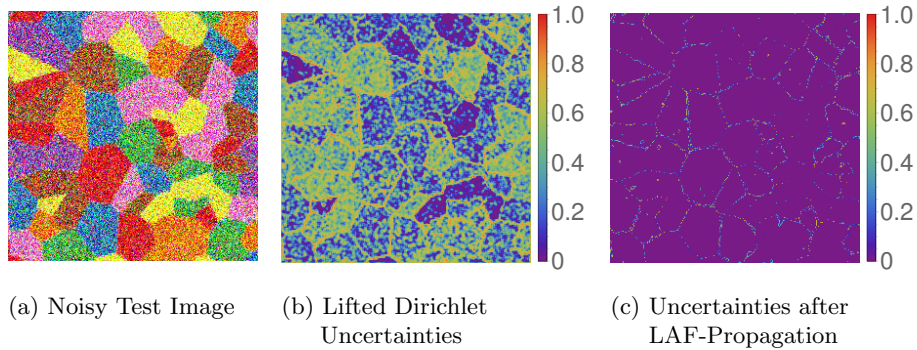 1.0
0.8
0.6
0.4
0.2
0
1.0
0.8
0.6
0.4
0.2
0
(a) Noisy Test Image
(b) Lifted Dirichlet
Uncertainties
(c) Uncertainties after
LAF-Propagation